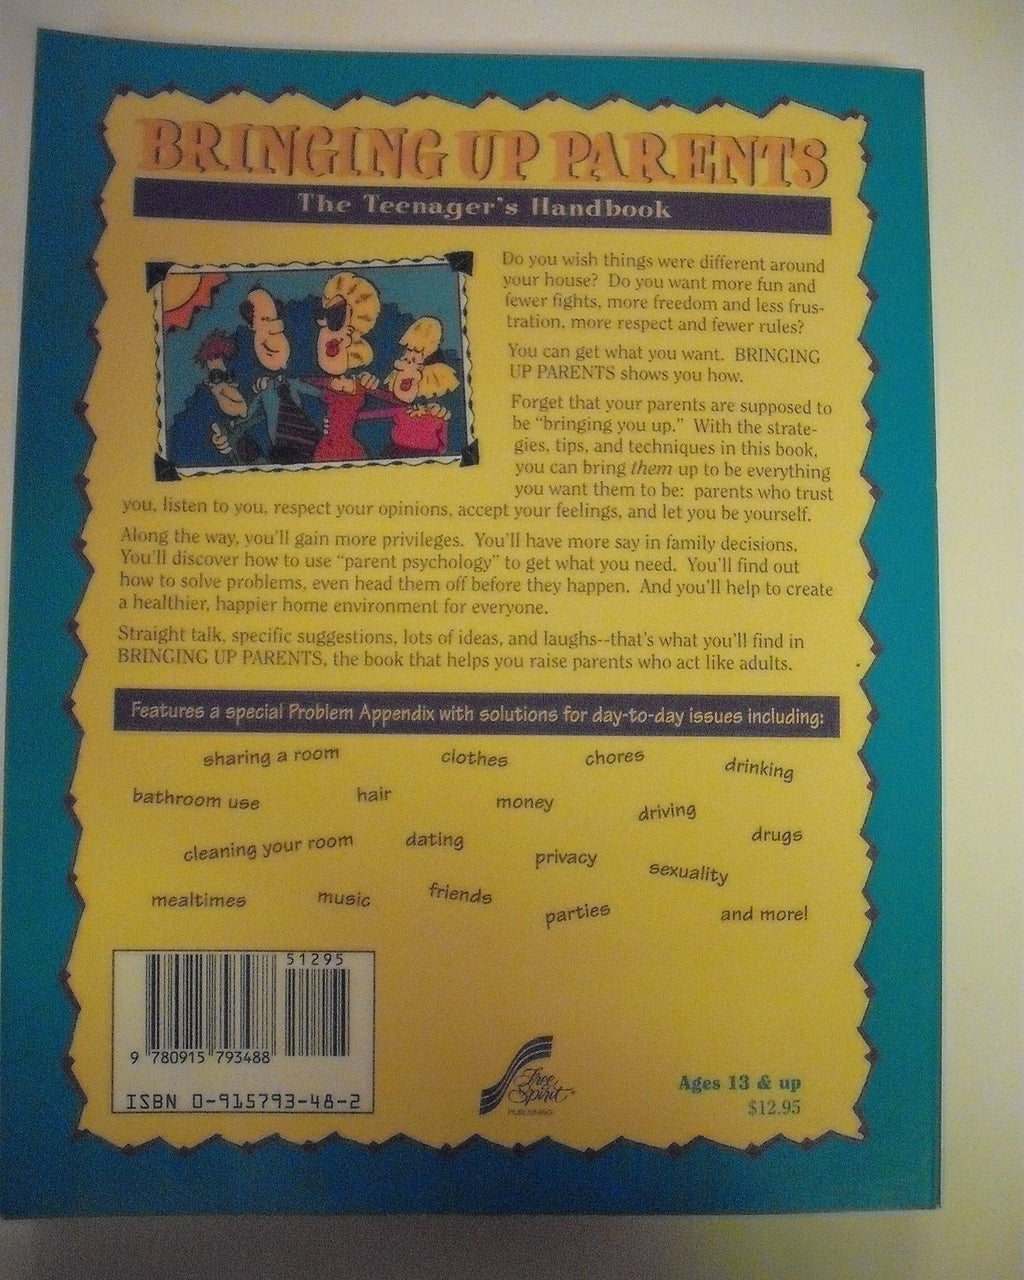 BRINGING UP PARENTS
The Teenager's Handbook
Do you wish things were different around
your house? Do you want more fun and
fewer fights, more freedom and less frus-
tration, more respect and fewer rules?
You can get what you want. BRINGING
UP PARENTS shows you how.
Forget that your parents are supposed to
be "bringing you up." With the strate-
gies, tips, and techniques in this book,
you can bring them up to be everything
you want them to be: parents who trust
you, listen to you, respect your opinions, accept your feelings, and let you be yourself.
Along the way, you'll gain more privileges. You'll have more say in family decisions.
You'll discover how to use "parent psychology" to get what you need. You'll find out
how to solve problems, even head them off before they happen. And you'll help to create
a healthier, happier home environment for everyone.
Straight talk, specific suggestions, lots of ideas, and laughs--that's what you'll find in
BRINGING UP PARENTS, the book that helps you raise parents who act like adults.
Features a special Problem Appendix with solutions for day-to-day issues including:
sharing a room clothes chores drinking
bathroom use hair money driving
cleaning your room dating privacy drugs
sexuality
mealtimes music friends parties and more!
51295
9 780915 793488
ISBN 0-915793-48-2
Free
Spirit
PUBLISHING
Ages 13 & up
$12.95